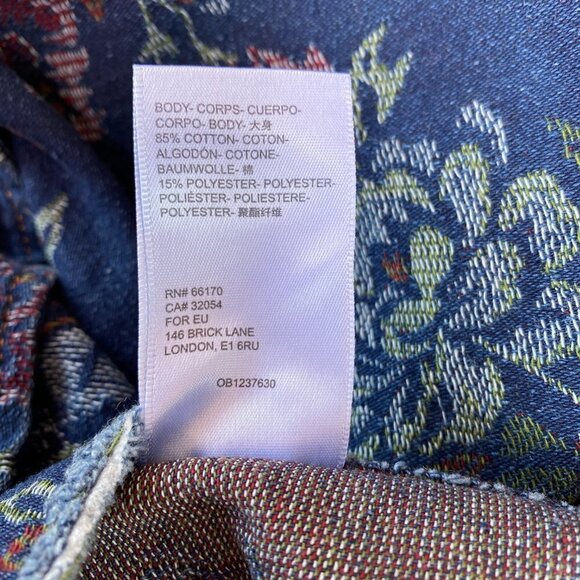 BODY- CORPS- CUERPO-
CORPO- BODY- 大身
85% COTTON- COTON-
ALGODÓN- COTONE-
BAUMWOLLE- 棉
15% POLYESTER- POLYESTER-
POLIÉSTER- POLIESTERE-
POLYESTER- 聚酯纤维
RN# 66170
CA# 32054
FOR EU
146 BRICK LANE
LONDON, E1 6RU
OB1237630